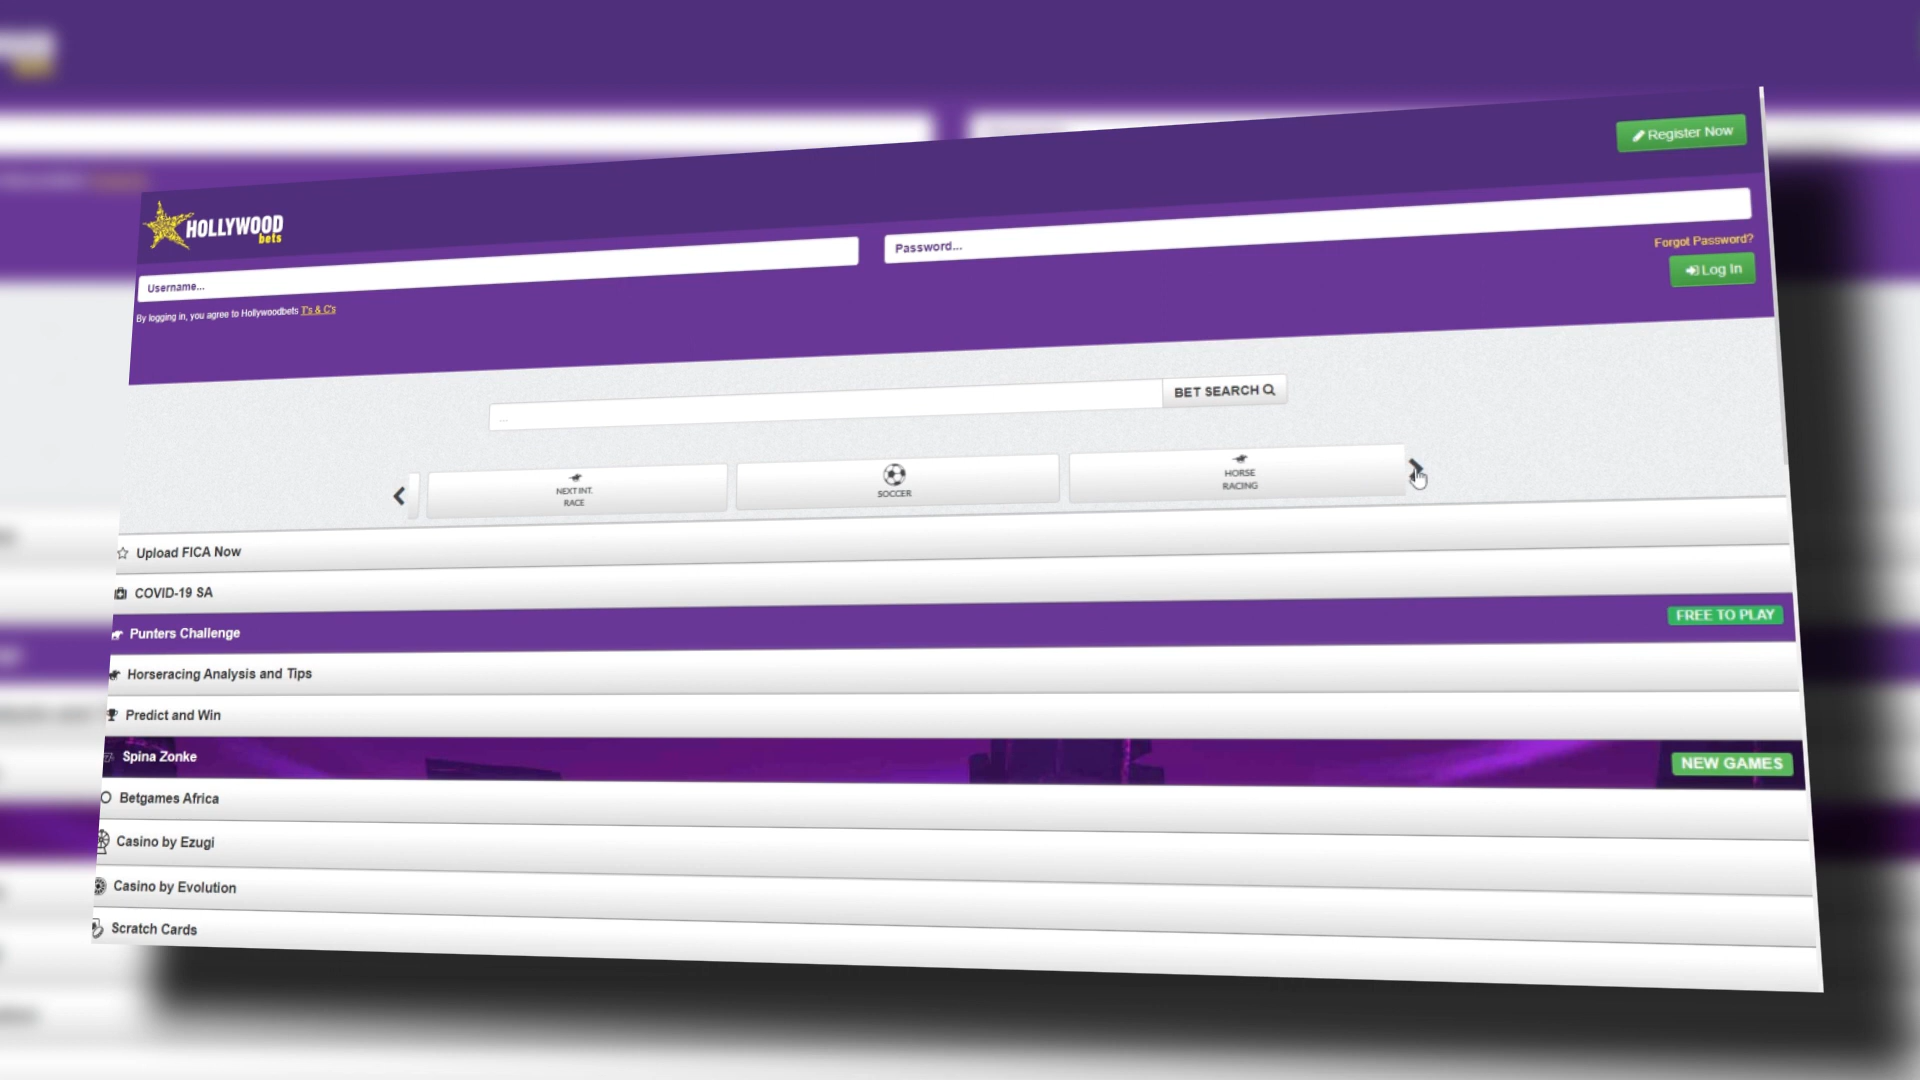 Register Now
HOLLYWOOD
bets
Username...
Password...
Forgot Password?
Log In
By logging in, you agree to Hollywoodbets T's & C's
...
BET SEARCH
NEXT INT.
RACE
SOCCER
HORSE
RACING
Upload FICA Now
COVID-19 SA
Punters Challenge
FREE TO PLAY
Horseracing Analysis and Tips
Predict and Win
Spina Zonke
NEW GAMES
Betgames Africa
Casino by Ezugi
Casino by Evolution
Scratch Cards